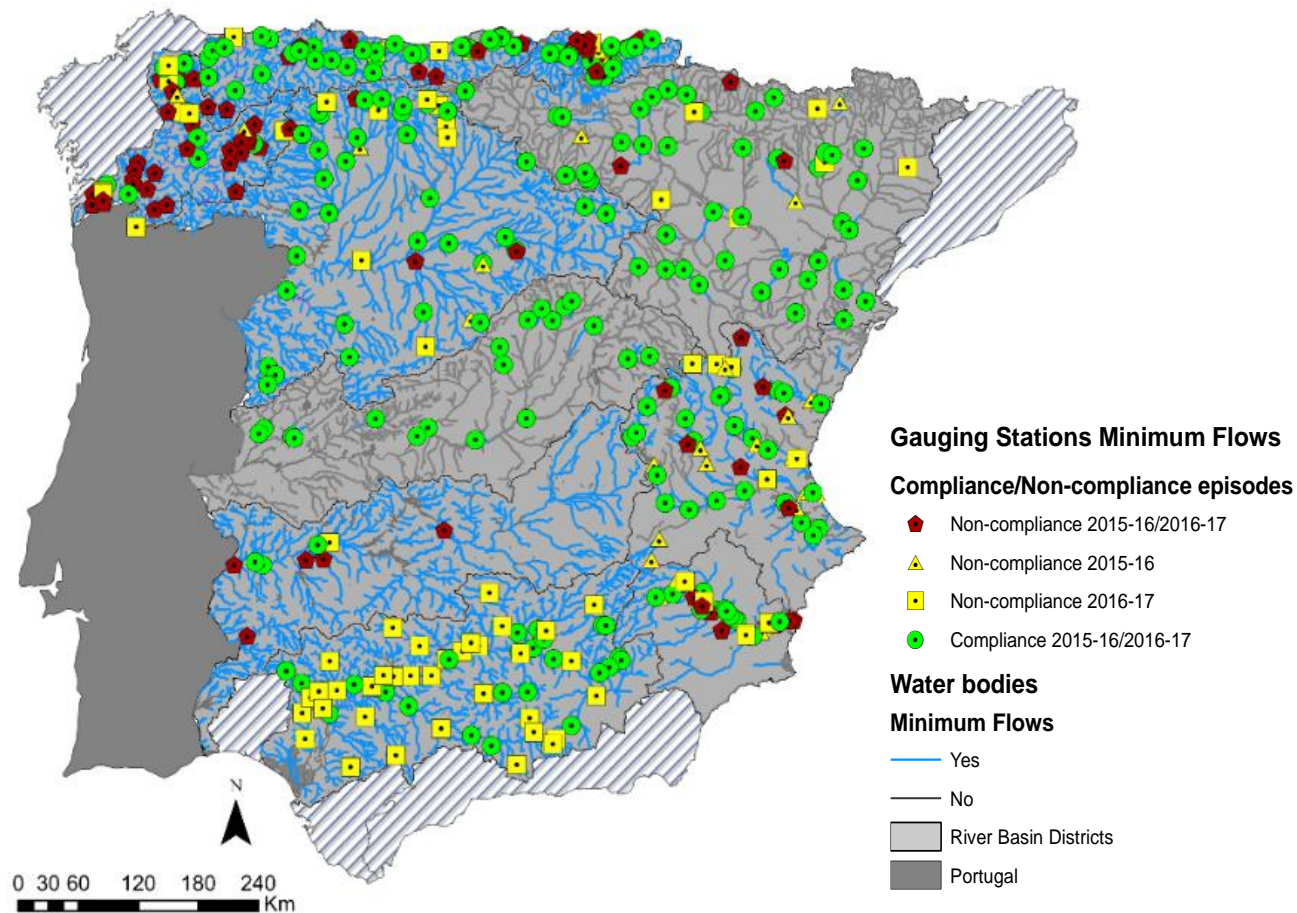 Gauging Stations Minimum Flows
Compliance/Non-compliance episodes
Non-compliance 2015-16/2016-17
Non-compliance 2015-16
Non-compliance 2016-17
Compliance 2015-16/2016-17
Water bodies
Minimum Flows
Yes
No
River Basin Districts
Portugal
N
0 30 60 120 180 240
Km